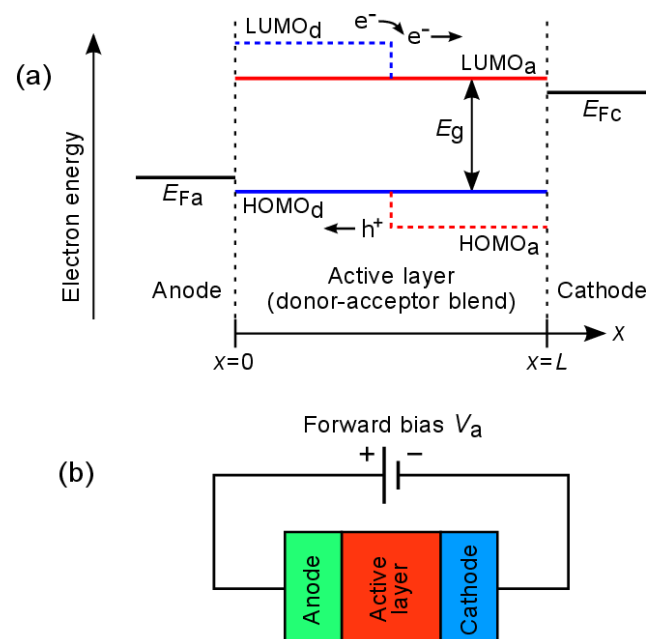 (a)
Electron energy
LUMOd
e⁻
e⁻
LUMOa
Eg
EFc
EFa
HOMOd
h⁺
HOMOa
Anode
Active layer
(donor-acceptor blend)
Cathode
x=0
x=L
x
Forward bias Va
(b)
+
−
Anode
Active
layer
Cathode